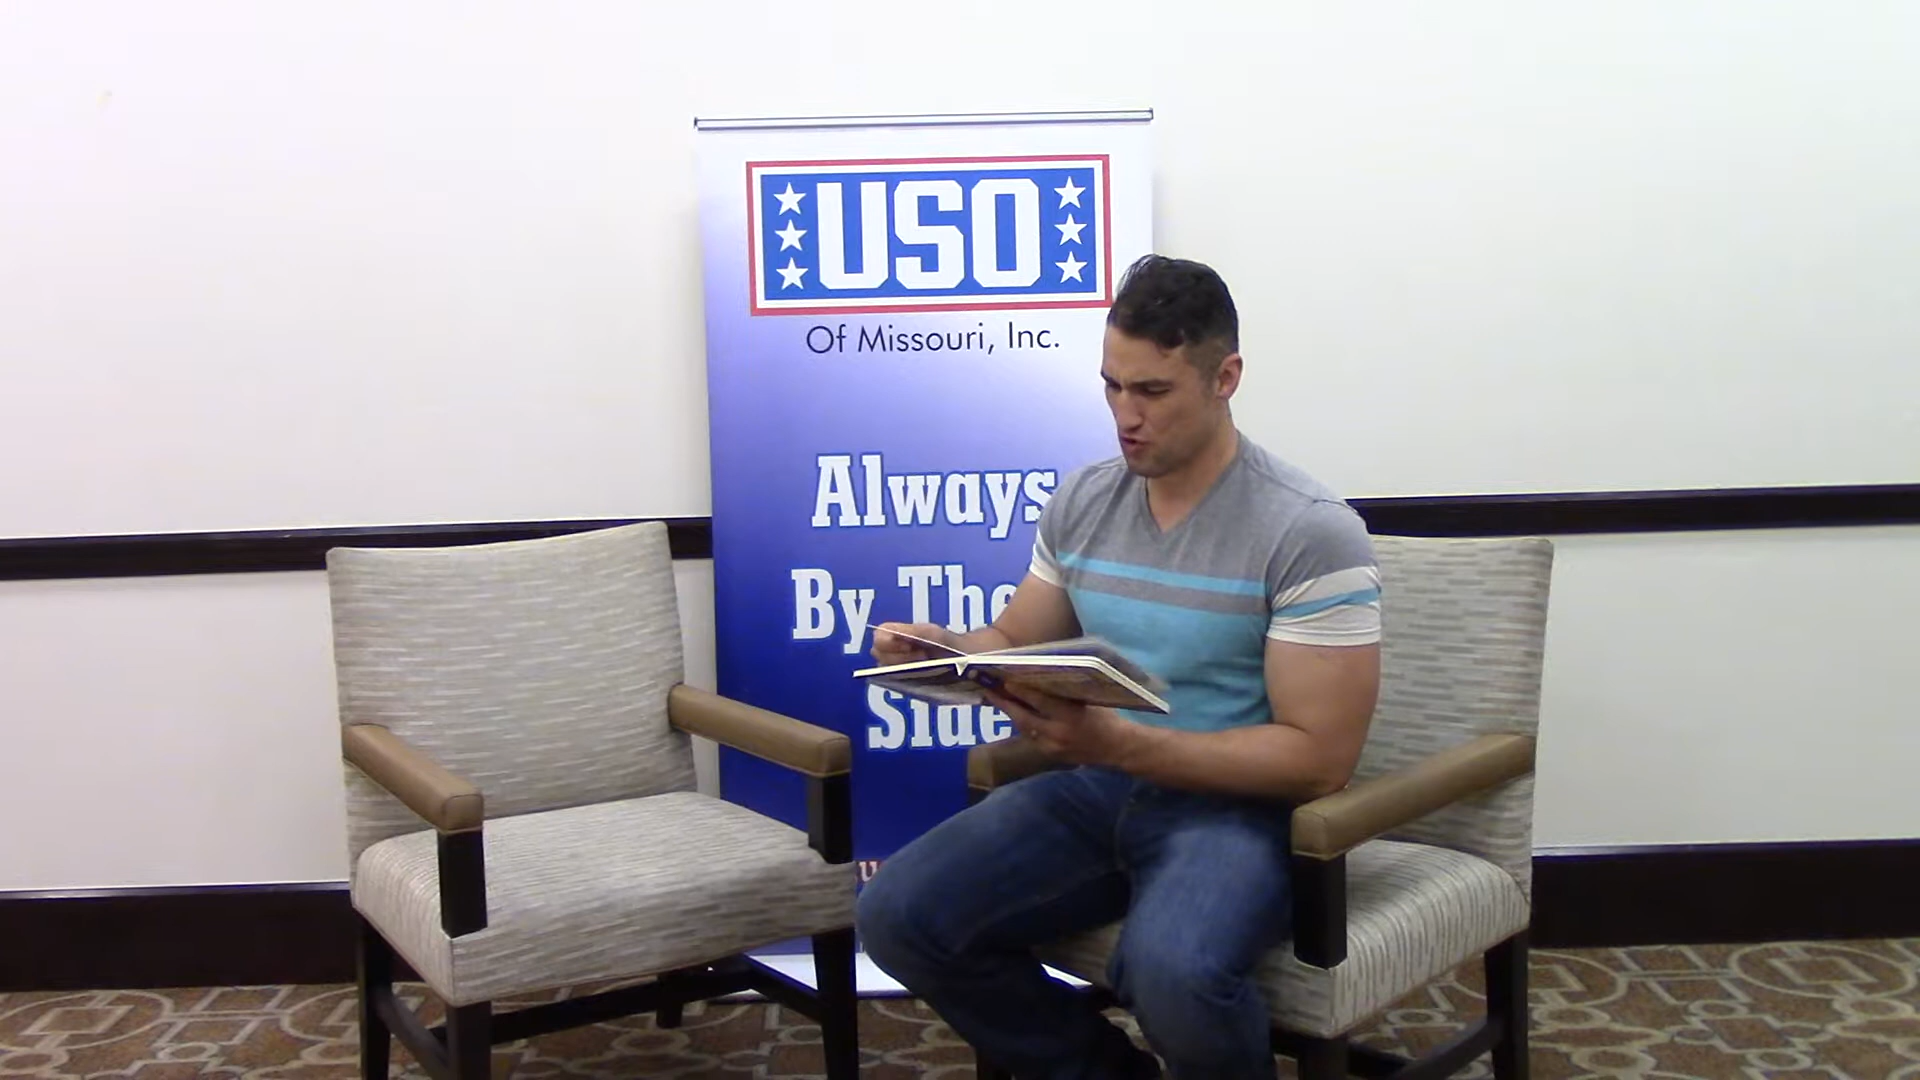 USO
Of Missouri, Inc.
Always
By The
Side